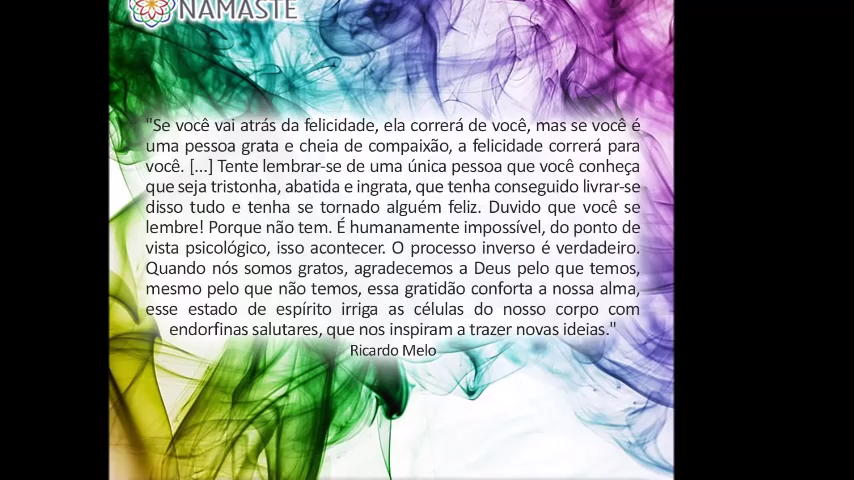 NAMASTE
"Se você vai atrás da felicidade, ela correrá de você, mas se você é
uma pessoa grata e cheia de compaixão, a felicidade correrá para
você. [...] Tente lembrar-se de uma única pessoa que você conheça
que seja tristonha, abatida e ingrata, que tenha conseguido livrar-se
disso tudo e tenha se tornado alguém feliz. Duvido que você se
lembre! Porque não tem. É humanamente impossível, do ponto de
vista psicológico, isso acontecer. O processo inverso é verdadeiro.
Quando nós somos gratos, agradecemos a Deus pelo que temos,
mesmo pelo que não temos, essa gratidão conforta a nossa alma,
esse estado de espírito irriga as células do nosso corpo com
endorfinas salutares, que nos inspiram a trazer novas ideias."
Ricardo Melo